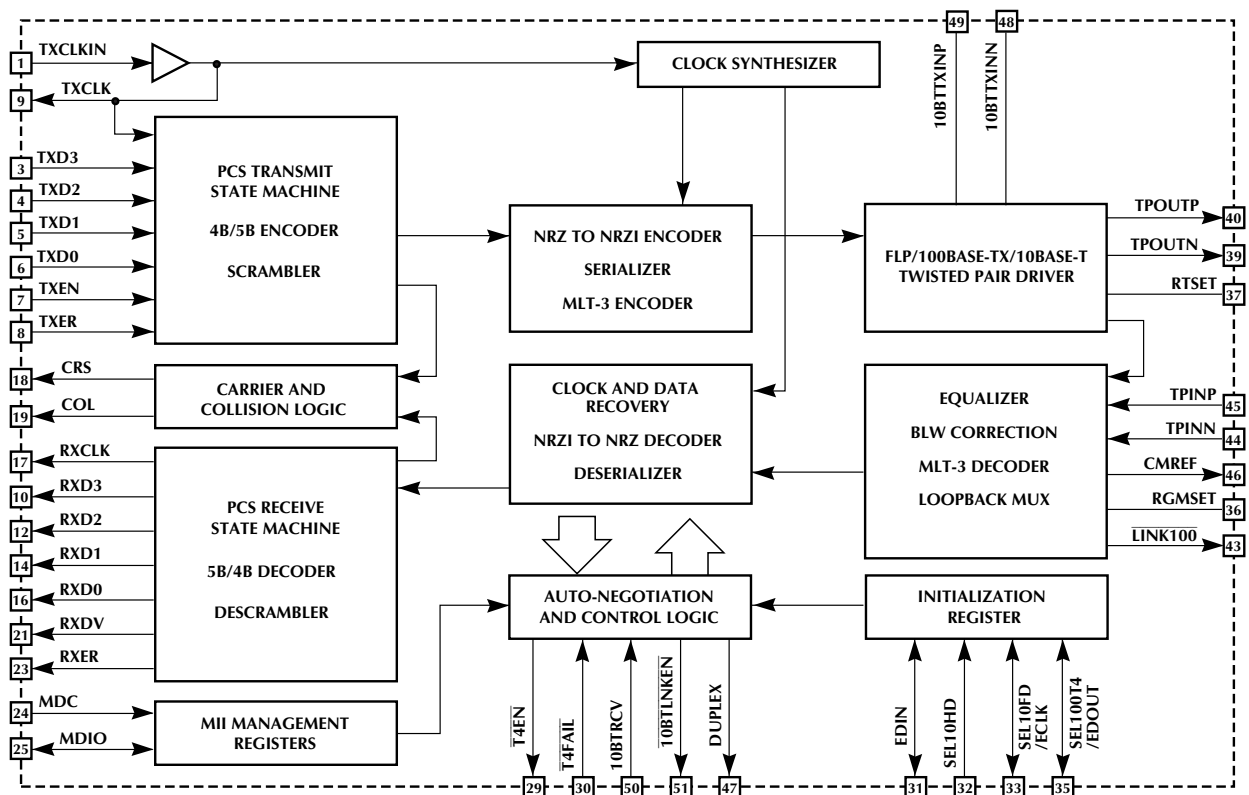 49
48
1
TXCLKIN
CLOCK SYNTHESIZER
10BTTXINP
10BTTXINN
9
TXCLK
3
TXD3
4
TXD2
5
TXD1
6
TXD0
7
TXEN
8
TXER
PCS TRANSMIT
STATE MACHINE
4B/5B ENCODER
SCRAMBLER
NRZ TO NRZI ENCODER
SERIALIZER
MLT-3 ENCODER
FLP/100BASE-TX/10BASE-T
TWISTED PAIR DRIVER
TPOUTP
40
TPOUTN
39
RTSET
37
18
CRS
19
COL
CARRIER AND
COLLISION LOGIC
CLOCK AND DATA
RECOVERY
NRZI TO NRZ DECODER
DESERIALIZER
EQUALIZER
BLW CORRECTION
MLT-3 DECODER
LOOPBACK MUX
TPINP
45
TPINN
44
CMREF
46
RGMSET
36
LINK100
43
17
RXCLK
10
RXD3
12
RXD2
14
RXD1
16
RXD0
21
RXDV
23
RXER
PCS RECEIVE
STATE MACHINE
5B/4B DECODER
DESCRAMBLER
AUTO-NEGOTIATION
AND CONTROL LOGIC
INITIALIZATION
REGISTER
24
MDC
25
MDIO
MII MANAGEMENT
REGISTERS
T4EN
T4FAIL
10BTRCV
10BTLNKEN
DUPLEX
EDIN
SEL10HD
SEL10FD
/ECLK
SEL100T4
/EDOUT
29
30
50
51
47
31
32
33
35